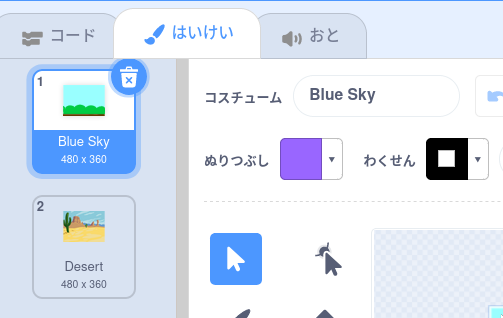 コード
はいけい
おと
1
Blue Sky
480 x 360
2
Desert
480 x 360
コスチューム
Blue Sky
ぬりつぶし
わくせん